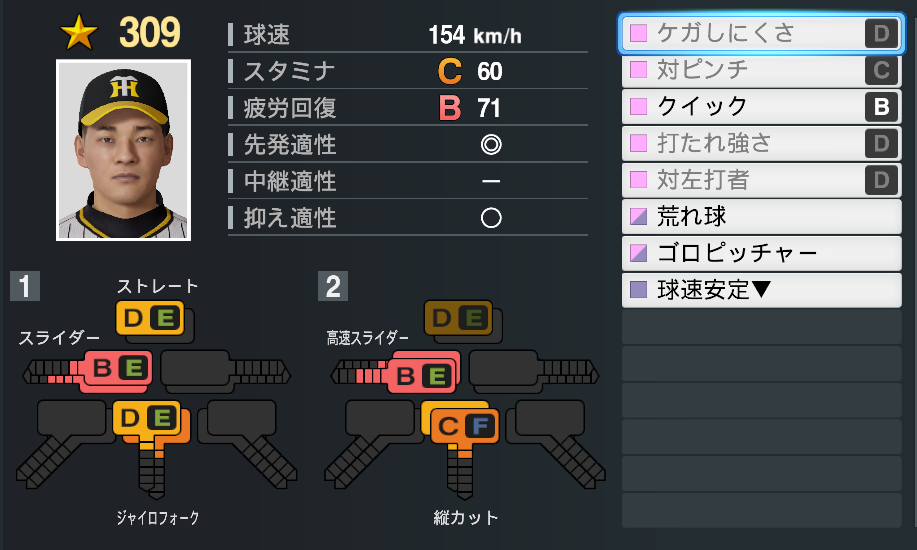 ★ 309
球速 154 km/h
スタミナ C 60
疲労回復 B 71
先発適性 ◎
中継適性 ー
抑え適性 ○
ケガしにくさ D
対ピンチ C
クイック B
打たれ強さ D
対左打者 D
荒れ球
ゴロピッチャー
球速安定▼
1
ストレート
D E
スライダー
B E
D E
ジャイロフォーク
2
D E
高速スライダー
B E
C F
縦カット